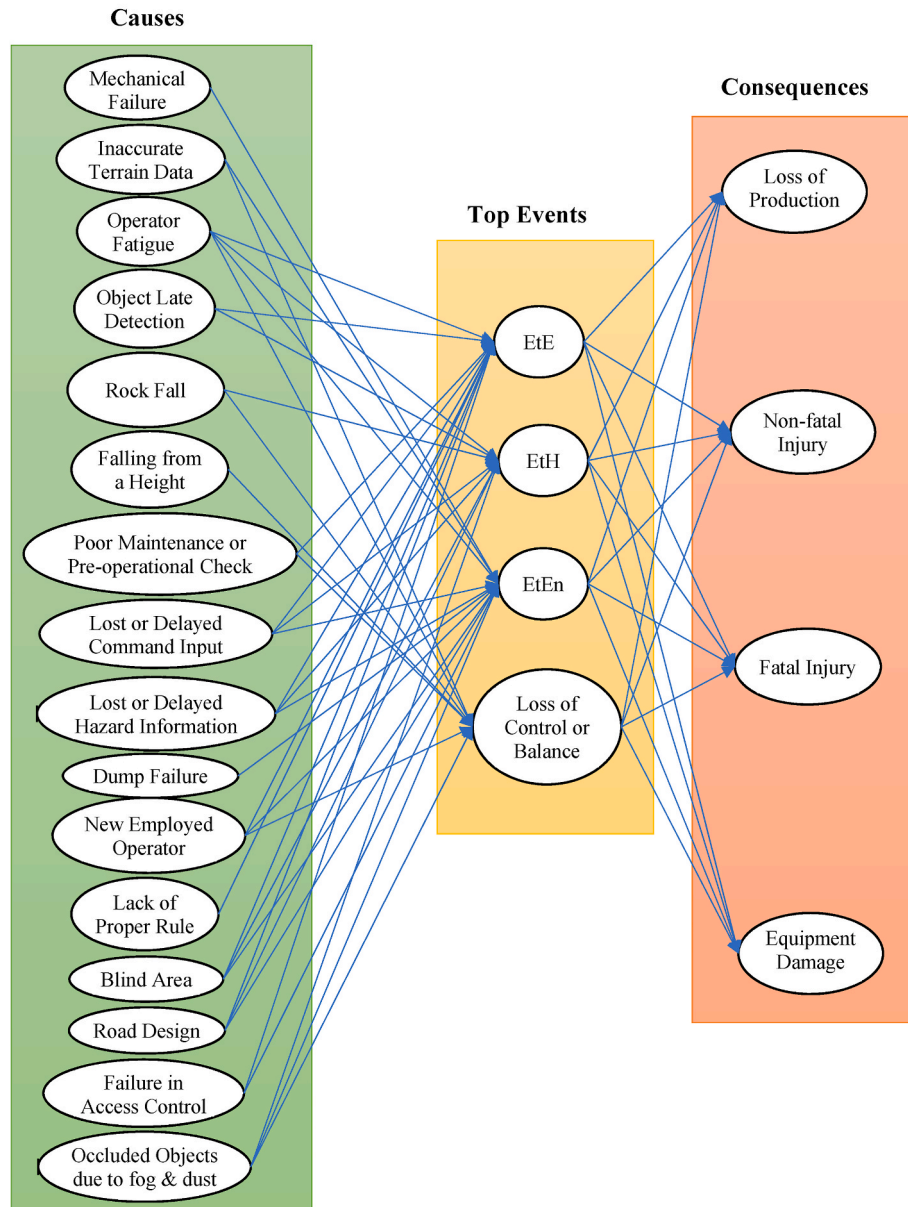 Causes
Mechanical
Failure
Inaccurate
Terrain Data
Operator
Fatigue
Object Late
Detection
Rock Fall
Falling from
a Height
Poor Maintenance or
Pre-operational Check
Lost or Delayed
Command Input
Lost or Delayed
Hazard Information
Dump Failure
New Employed
Operator
Lack of
Proper Rule
Blind Area
Road Design
Failure in
Access Control
Occluded Objects
due to fog & dust
Top Events
EtE
EtH
EtEn
Loss of
Control or
Balance
Consequences
Loss of
Production
Non-fatal
Injury
Fatal Injury
Equipment
Damage